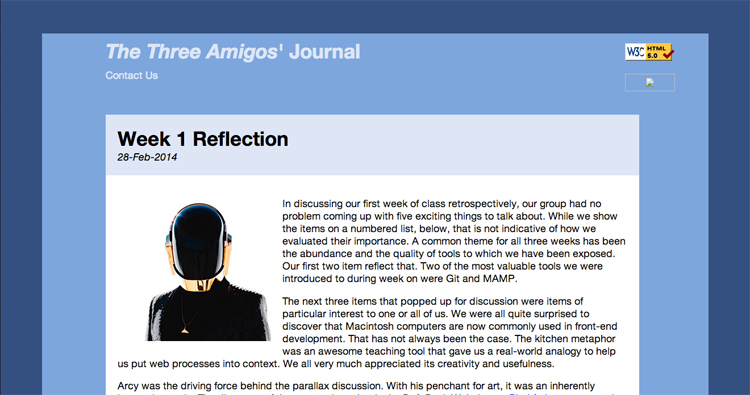 The Three Amigos' Journal
Contact Us
W3C HTML 5.0
Week 1 Reflection
28-Feb-2014
In discussing our first week of class retrospectively, our group had no
problem coming up with five exciting things to talk about. While we show
the items on a numbered list, below, that is not indicative of how we
evaluated their importance. A common theme for all three weeks has been
the abundance and the quality of tools to which we have been exposed.
Our first two item reflect that. Two of the most valuable tools we were
introduced to during week on were Git and MAMP.
The next three items that popped up for discussion were items of
particular interest to one or all of us. We were all quite surprised to
discover that Macintosh computers are now commonly used in front-end
development. That has not always been the case. The kitchen metaphor
was an awesome teaching tool that gave us a real-world analogy to help
us put web processes into context. We all very much appreciated its creativity and usefulness.
Arcy was the driving force behind the parallax discussion. With his penchant for art, it was an inherently